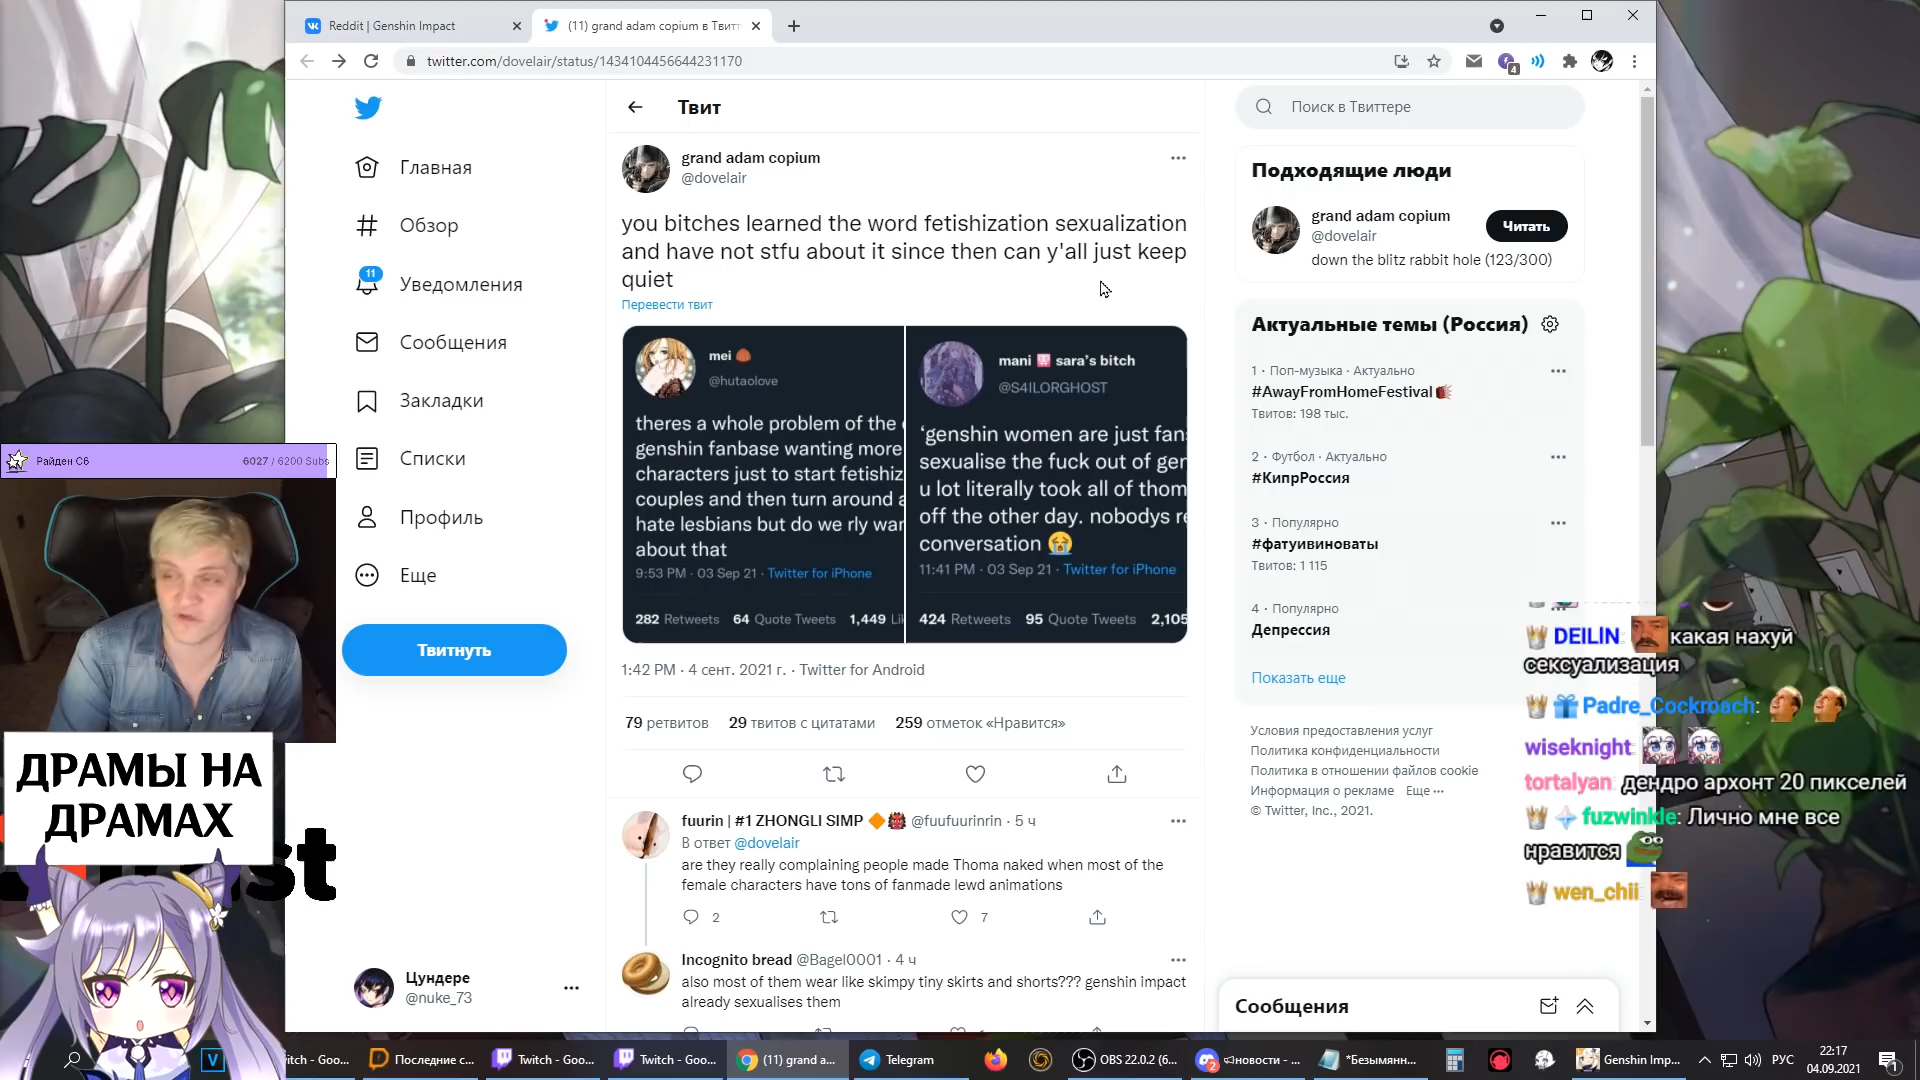 Reddit | Genshin Impact
(11) grand adam copium в Твитт
twitter.com/dovelair/status/1434104456644231170
4
Главная
Обзор
11
Уведомления
Сообщения
Закладки
Списки
Профиль
Еще
Твитнуть
Цундере
@nuke_73
Твит
grand adam copium
@dovelair
you bitches learned the word fetishization sexualization
and have not stfu about it since then can y'all just keep
quiet
Перевести твит
mei
@hutaolove
theres a whole problem of the
genshin fanbase wanting more
characters just to start fetishiz
couples and then turn around a
hate lesbians but do we rly war
about that
9:53 PM · 03 Sep 21 · Twitter for iPhone
282 Retweets 64 Quote Tweets 1,449 Li
mani sara's bitch
@S4ILORGHOST
'genshin women are just fan
sexualise the fuck out of ger
u lot literally took all of thom
off the other day. nobodys re
conversation 😭
11:41 PM · 03 Sep 21 · Twitter for iPhone
424 Retweets 95 Quote Tweets 2,105
1:42 PM · 4 сент. 2021 г. · Twitter for Android
79 ретвитов 29 твитов с цитатами 259 отметок «Нравится»
fuurin | #1 ZHONGLI SIMP 🔶👹 @fuufuurinrin · 5 ч
В ответ @dovelair
are they really complaining people made Thoma naked when most of the
female characters have tons of fanmade lewd animations
2 7
Incognito bread @Bagel0001 · 4 ч
also most of them wear like skimpy tiny skirts and shorts??? genshin impact
already sexualises them
Поиск в Твиттере
Подходящие люди
grand adam copium
@dovelair
Читать
down the blitz rabbit hole (123/300)
Актуальные темы (Россия)
1 · Поп-музыка · Актуально
#AwayFromHomeFestival
Твитов: 198 тыс.
2 · Футбол · Актуально
#КипрРоссия
3 · Популярно
#фатуивиноваты
Твитов: 1 115
4 · Популярно
Депрессия
Показать еще
Условия предоставления услуг
Политика конфиденциальности
Политика в отношении файлов cookie
Информация о рекламе Еще
© Twitter, Inc., 2021.
Сообщения
Райден С6
6027 / 6200 Subs
ДРАМЫ НА
ДРАМАХ
st
DEILIN: какая нахуй
сексуализация
Padre_Cockroach:
wiseknight:
tortalyan: дендро архонт 20 пикселей
fuzwinkle: Лично мне все
нравится
wen_chii:
itch - Goo...
Последние с...
Twitch - Goo...
Twitch - Goo...
(11) grand a...
Telegram
OBS 22.0.2 (6...
2
новости - ...
*Безымянн...
Genshin Imp...
РУС
22:17
04.09.2021
1